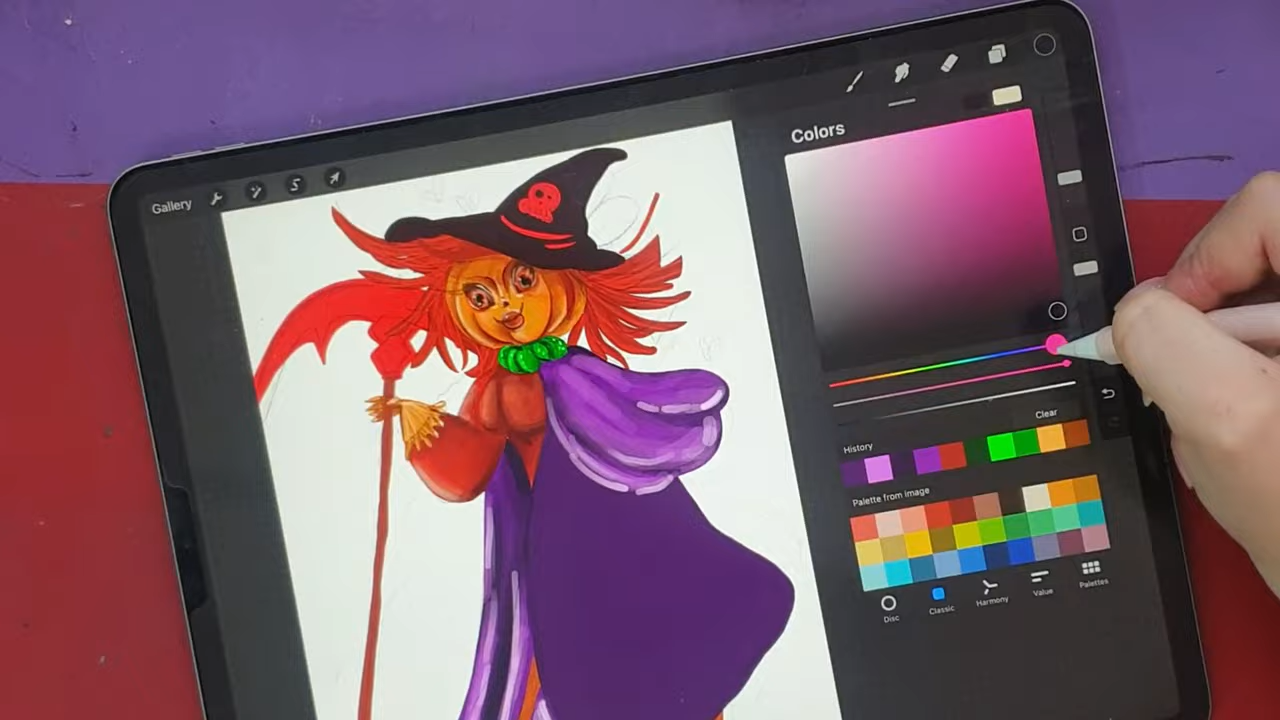 Gallery
Colors
Clear
History
Palette from image
Disc
Classic
Harmony
Value
Palettes